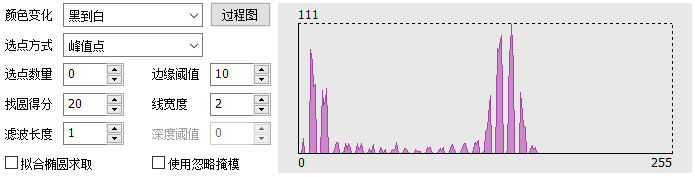 颜色变化 黑到白 过程图
选点方式 峰值点
选点数量 0 边缘阈值 10
找圆得分 20 线宽度 2
滤波长度 1 深度阈值 0
拟合椭圆求取 使用忽略掩模
111
0 255